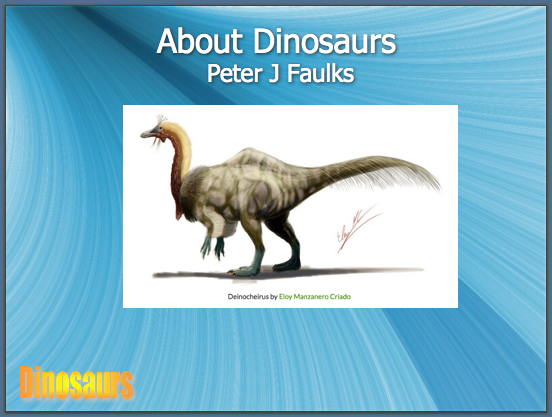 About Dinosaurs
Peter J Faulks
Deinocheirus by Eloy Manzanero Criado
Dinosaurs